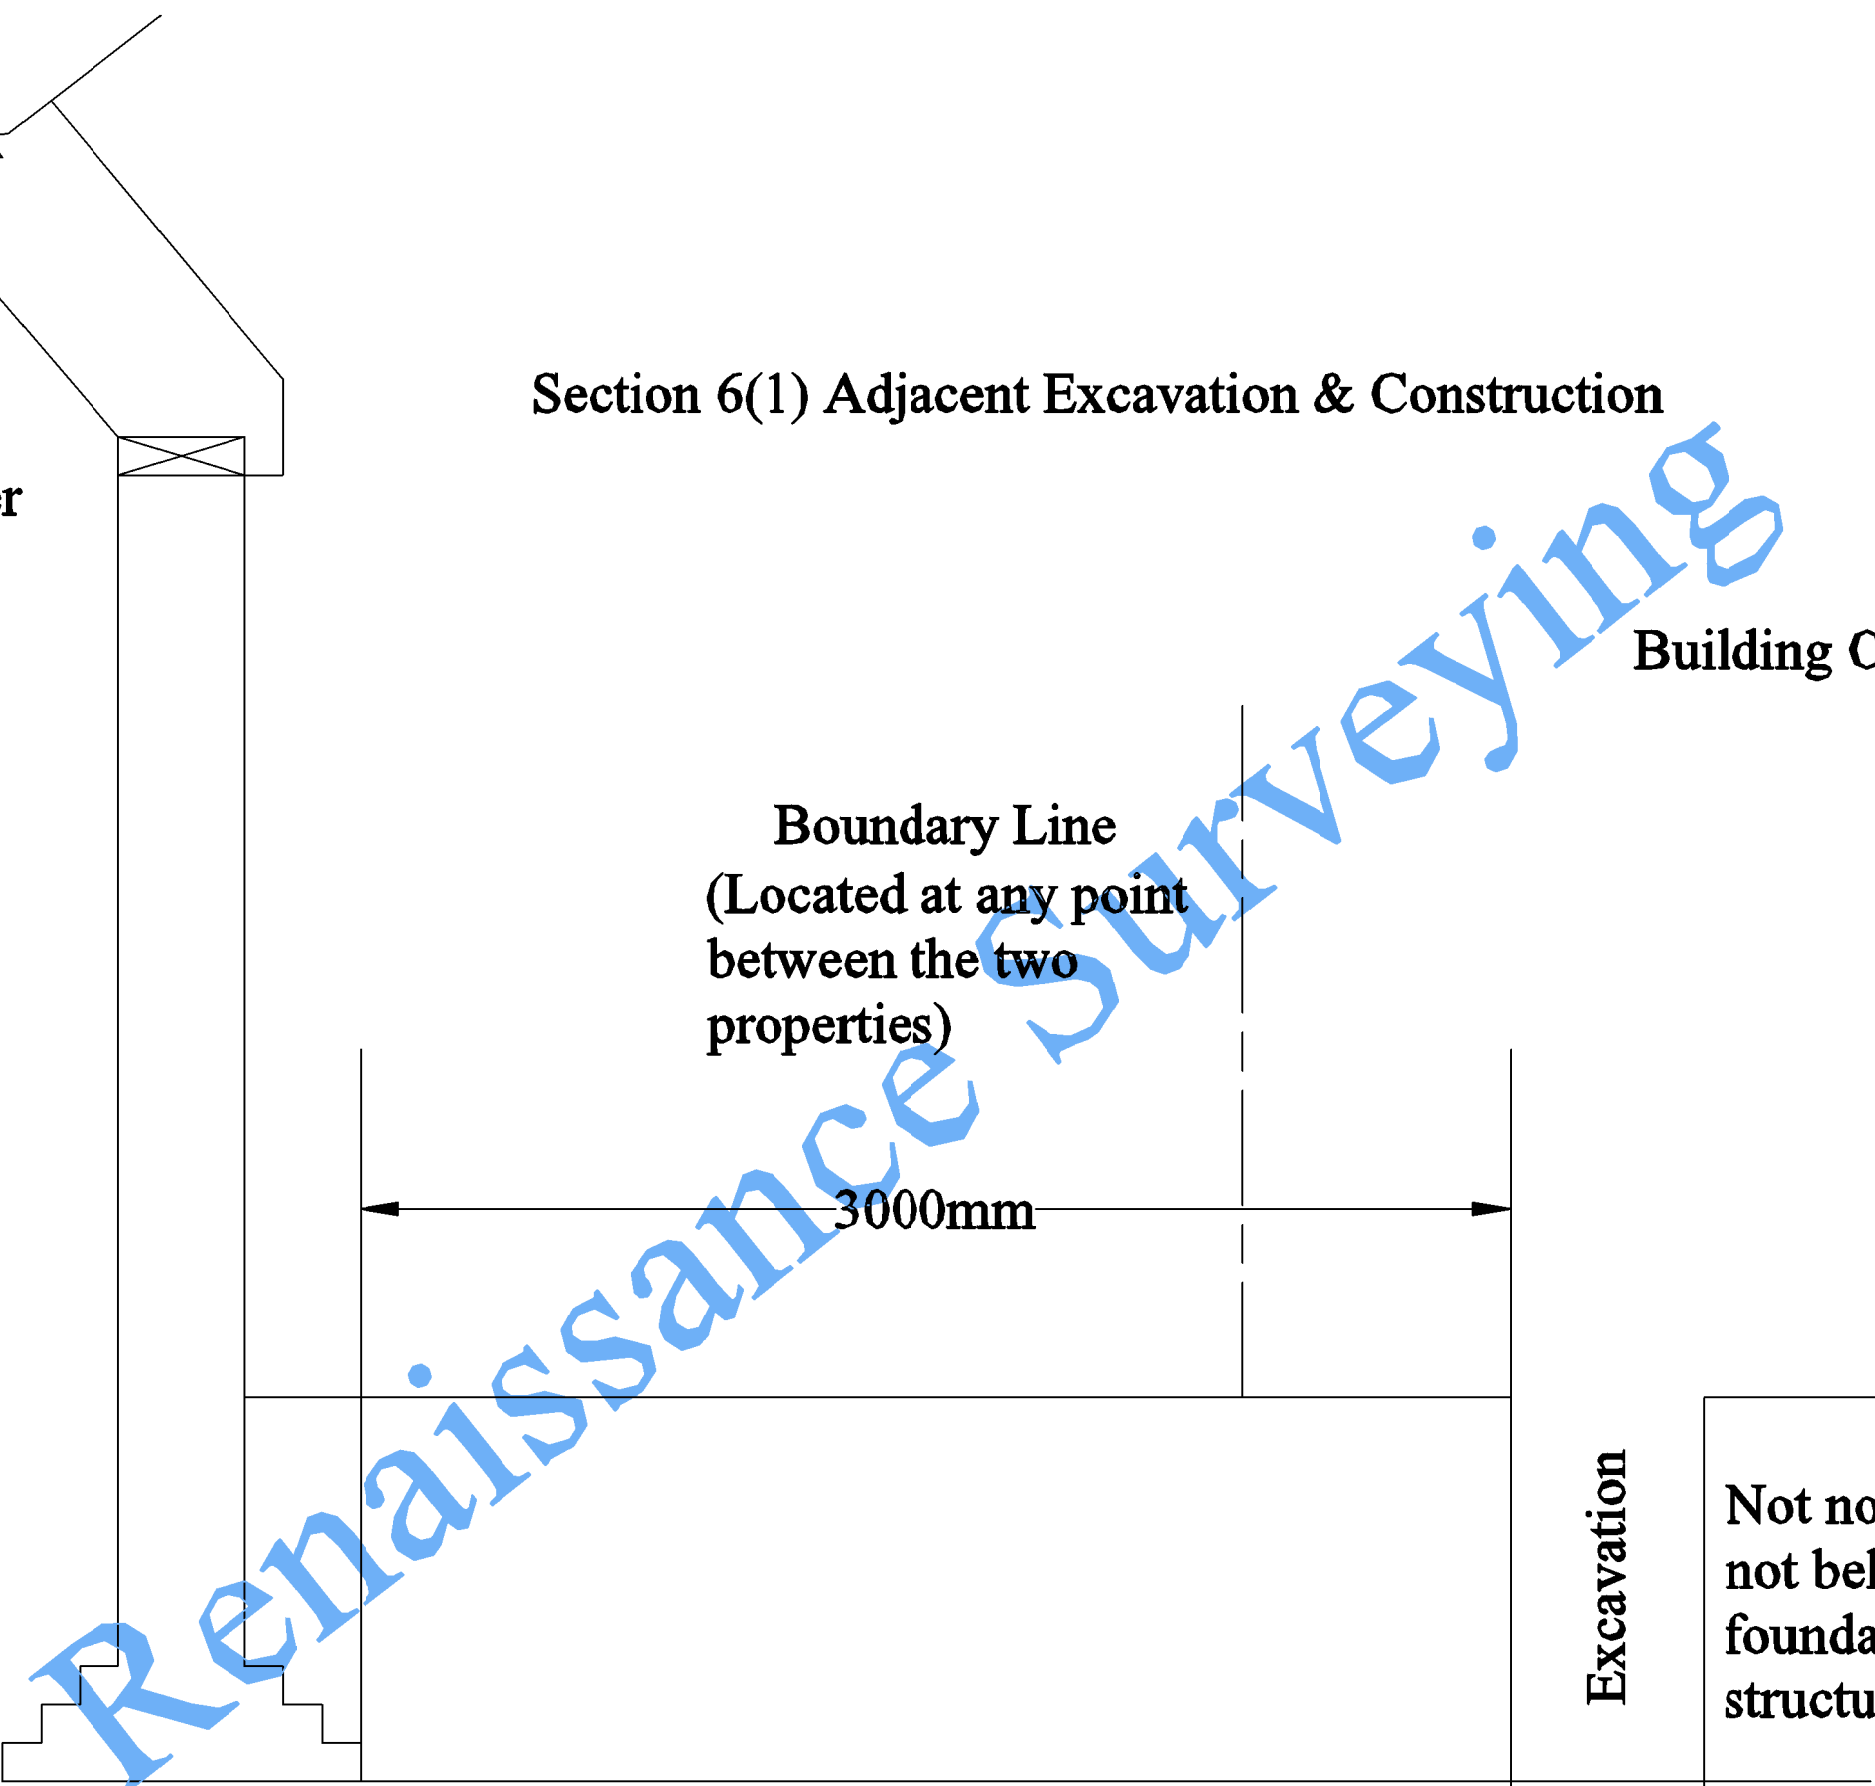 Section 6(1) Adjacent Excavation & Construction
er
Building
Boundary Line
(Located at any point
between the two
properties)
3000mm
Renaissance Surveying
Excavation
Not no
not bel
founda
structu